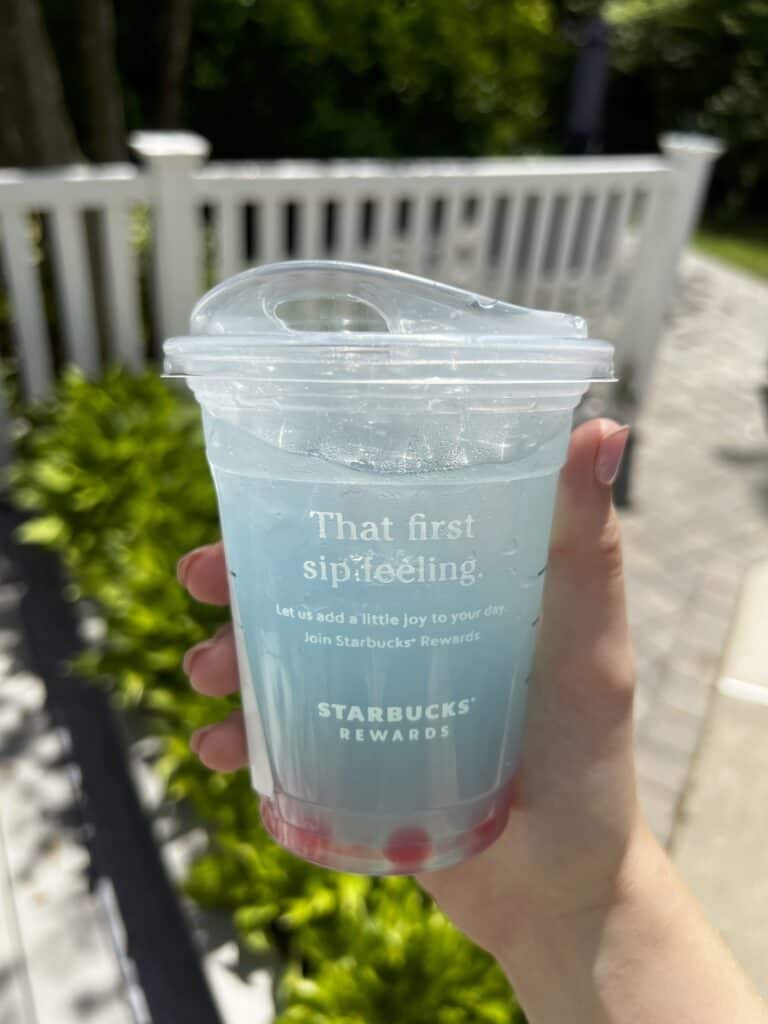 That first
sip feeling.
Let us add a little joy to your day.
Join Starbucks® Rewards
STARBUCKS®
REWARDS